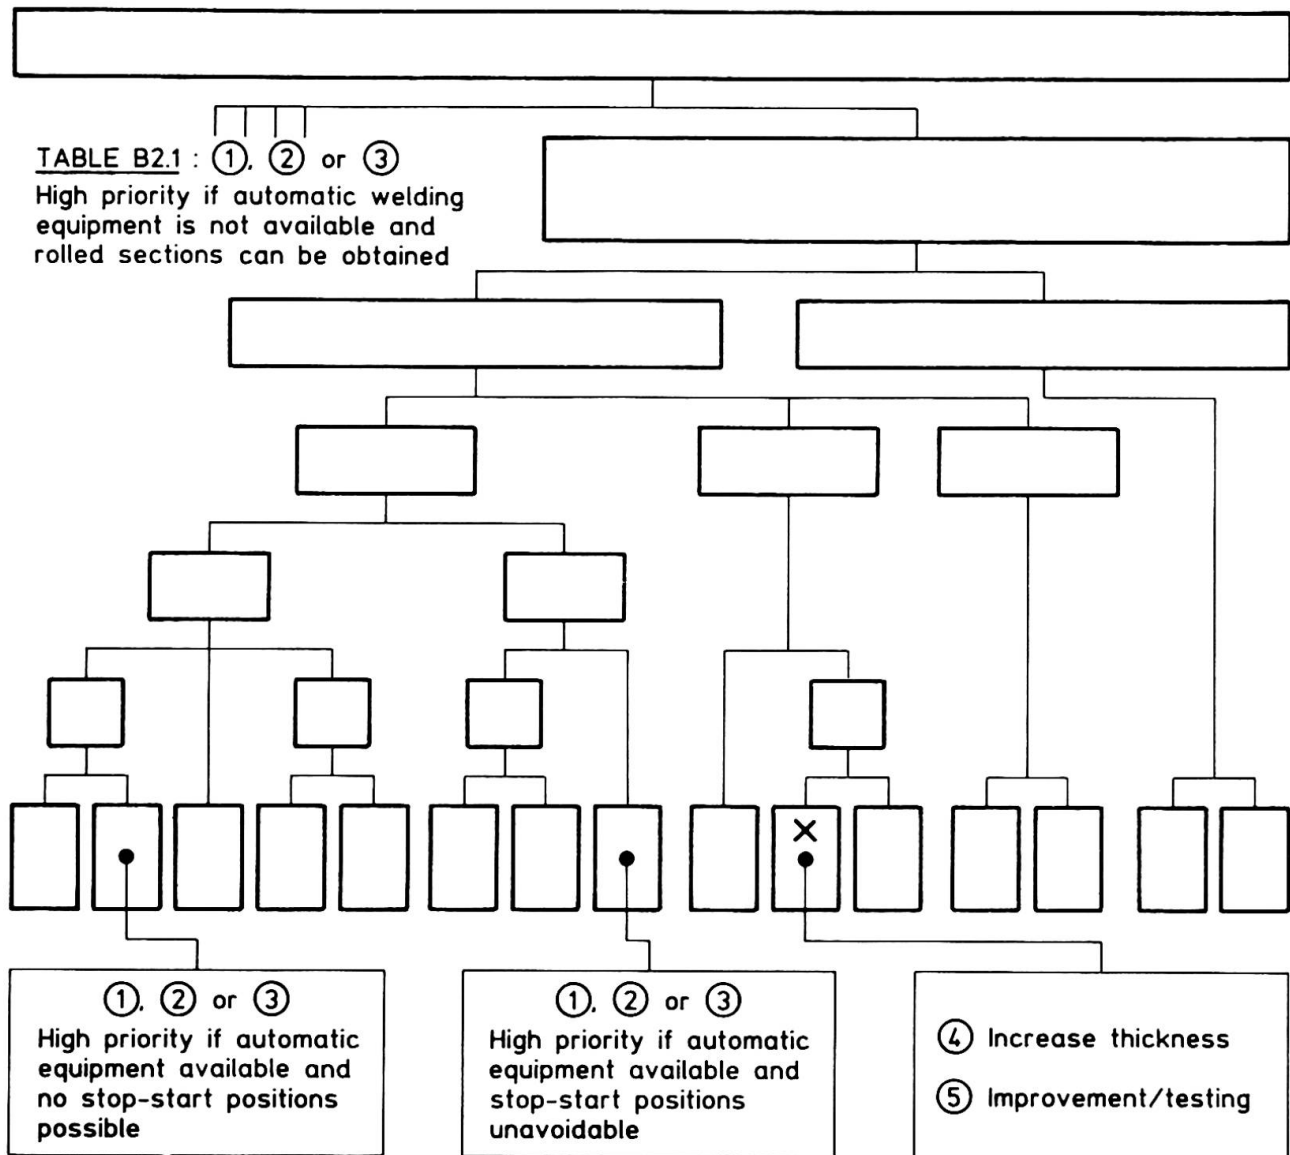 TABLE B2.1 : ①, ② or ③
High priority if automatic welding
equipment is not available and
rolled sections can be obtained
①, ② or ③
High priority if automatic
equipment available and
no stop-start positions
possible
①, ② or ③
High priority if automatic
equipment available and
stop-start positions
unavoidable
④ Increase thickness
⑤ Improvement/testing